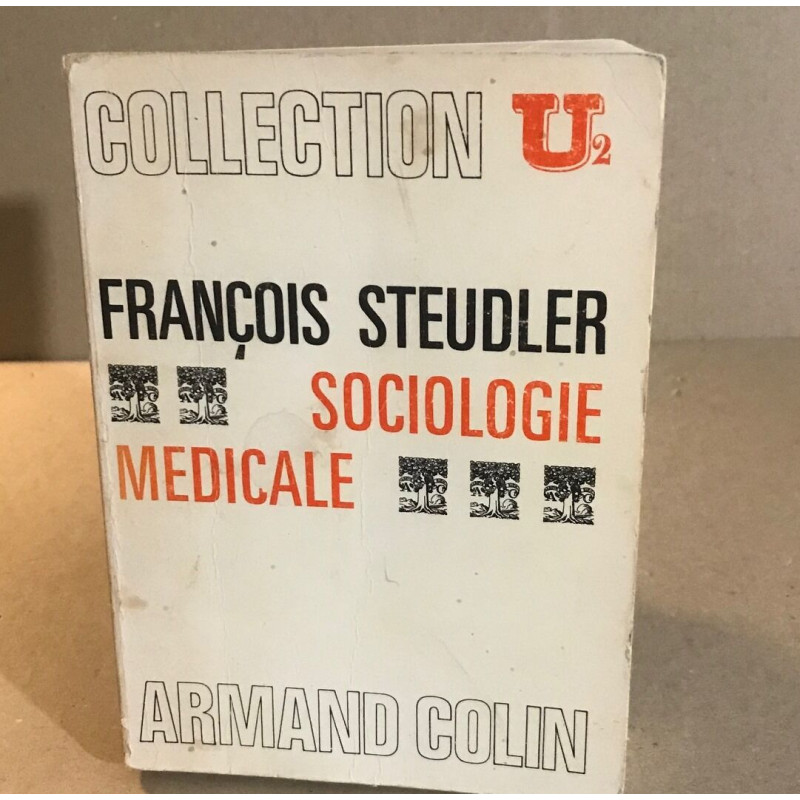 COLLECTION U2
FRANÇOIS STEUDLER
SOCIOLOGIE
MEDICALE
ARMAND COLIN